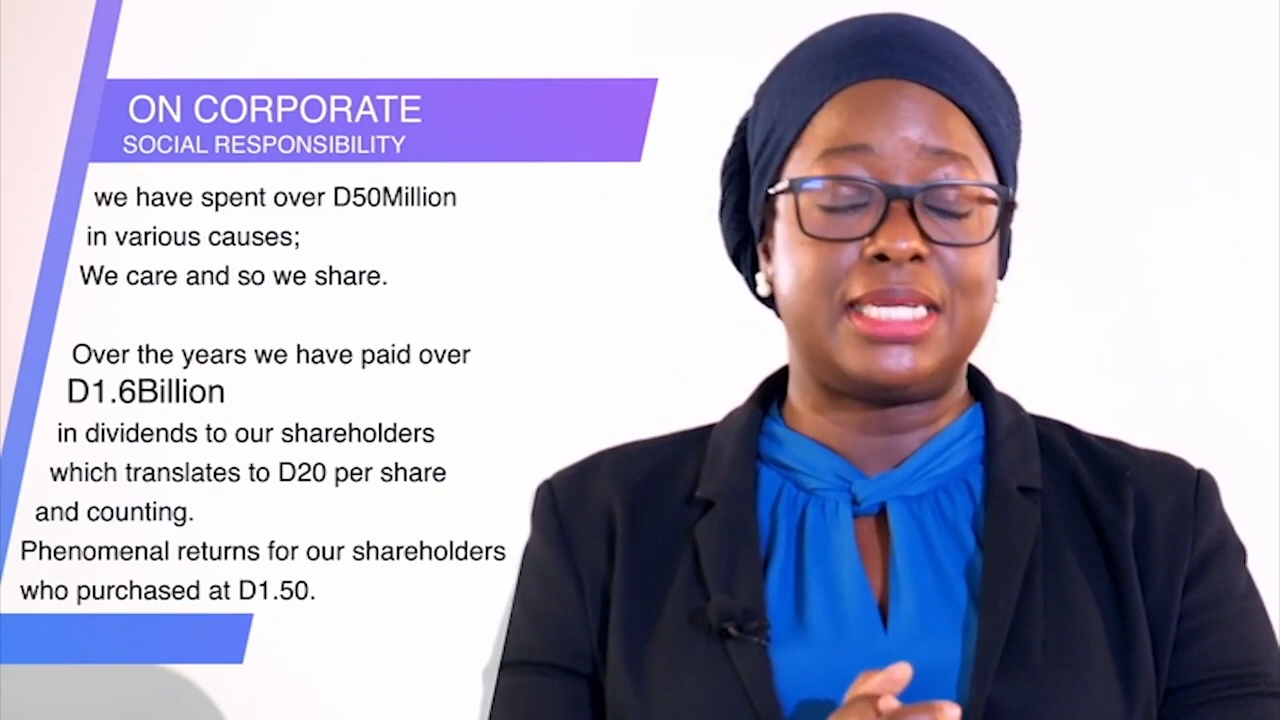 ON CORPORATE
SOCIAL RESPONSIBILITY
we have spent over D50Million
in various causes;
We care and so we share.
Over the years we have paid over
D1.6Billion
in dividends to our shareholders
which translates to D20 per share
and counting.
Phenomenal returns for our shareholders
who purchased at D1.50.